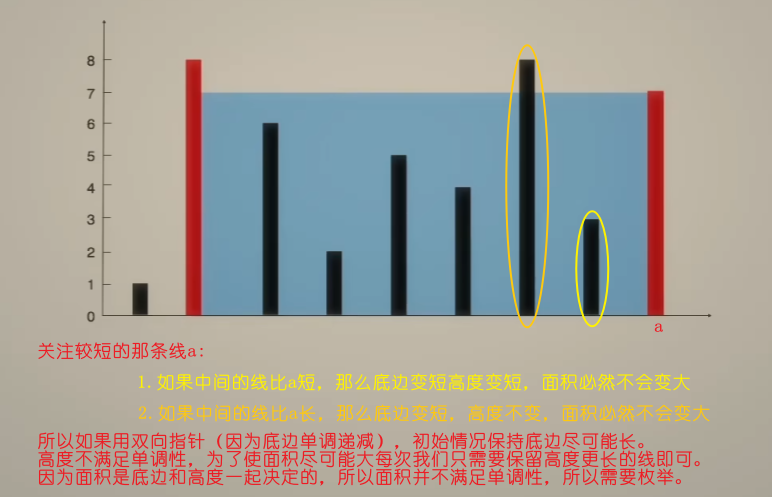 8
7
6
5
4
3
2
1
0
a
关注较短的那条线a:
1.如果中间的线比a短，那么底边变短高度变短，面积必然不会变大
2.如果中间的线比a长，那么底边变短，高度不变，面积必然不会变大
所以如果用双向指针（因为底边单调递减），初始情况保持底边尽可能长。
高度不满足单调性，为了使面积尽可能大每次我们只需要保留高度更长的线即可。
因为面积是底边和高度一起决定的，所以面积并不满足单调性，所以需要枚举。